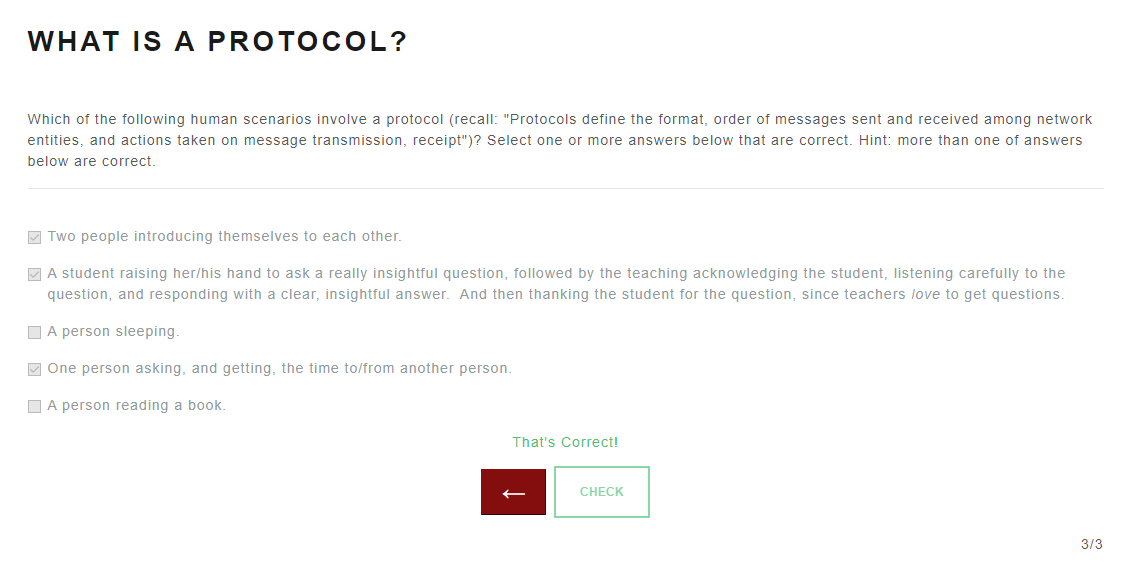 WHAT IS A PROTOCOL?
Which of the following human scenarios involve a protocol (recall: "Protocols define the format, order of messages sent and received among network
entities, and actions taken on message transmission, receipt")? Select one or more answers below that are correct. Hint: more than one of answers
below are correct.
Two people introducing themselves to each other.
A student raising her/his hand to ask a really insightful question, followed by the teaching acknowledging the student, listening carefully to the
question, and responding with a clear, insightful answer.  And then thanking the student for the question, since teachers love to get questions.
A person sleeping.
One person asking, and getting, the time to/from another person.
A person reading a book.
That's Correct!
← CHECK
3/3